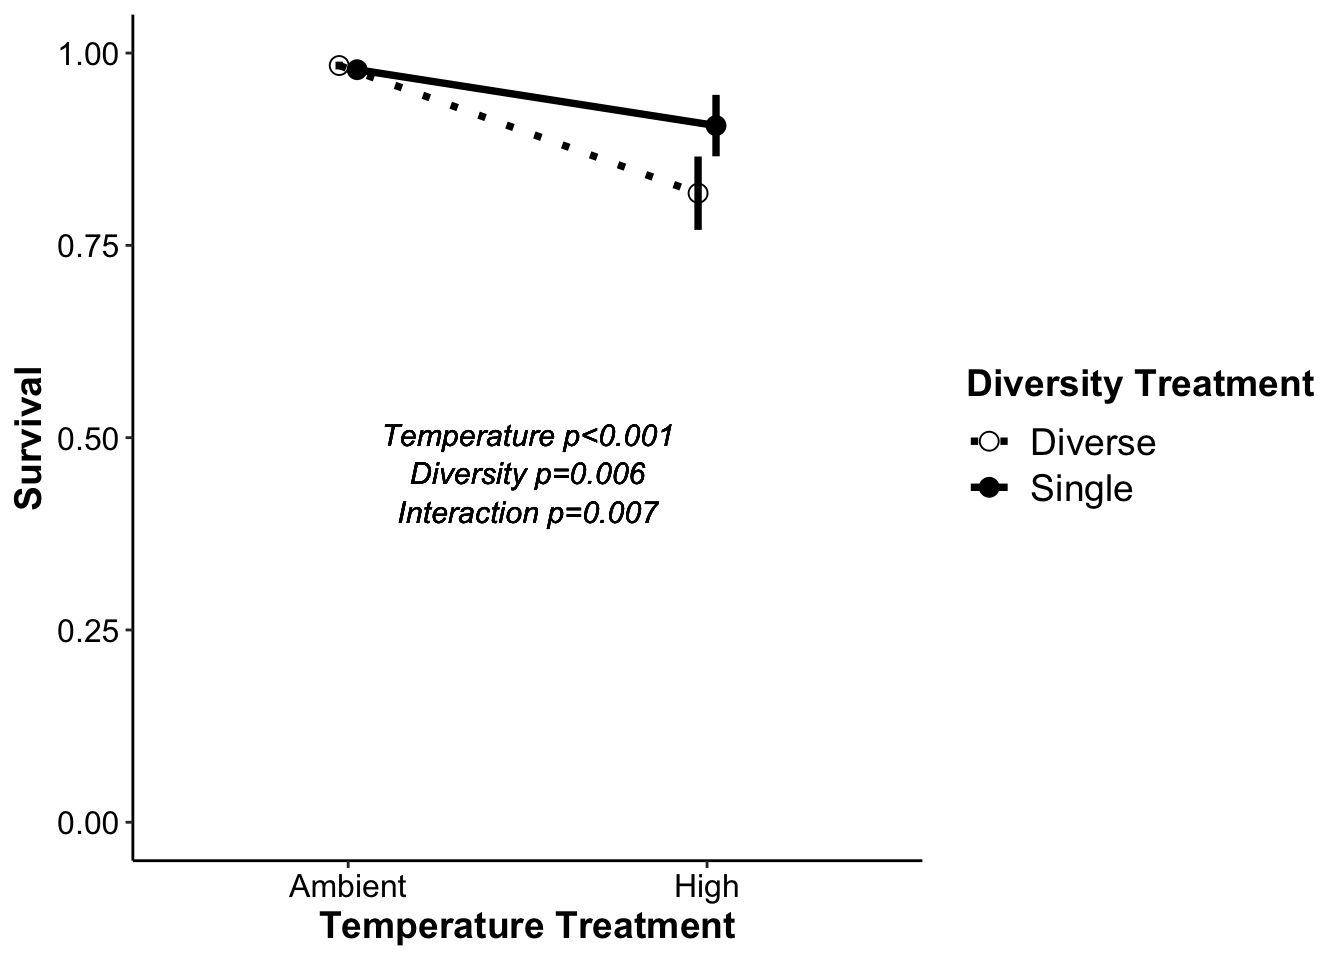 1.00
0.75
0.50
0.25
0.00
Survival
Temperature p<0.001
Diversity p=0.006
Interaction p=0.007
Ambient
High
Temperature Treatment
Diversity Treatment
Diverse
Single